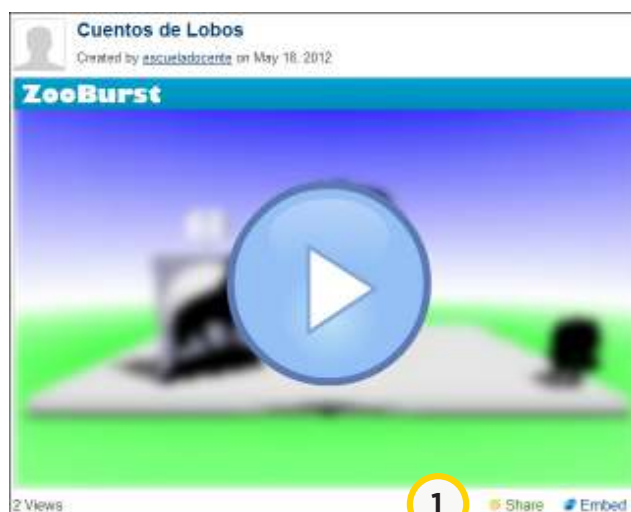 Cuentos de Lobos
Created by escueladocente on May 18, 2012
ZooBurst
2 Views 1 Share Embed